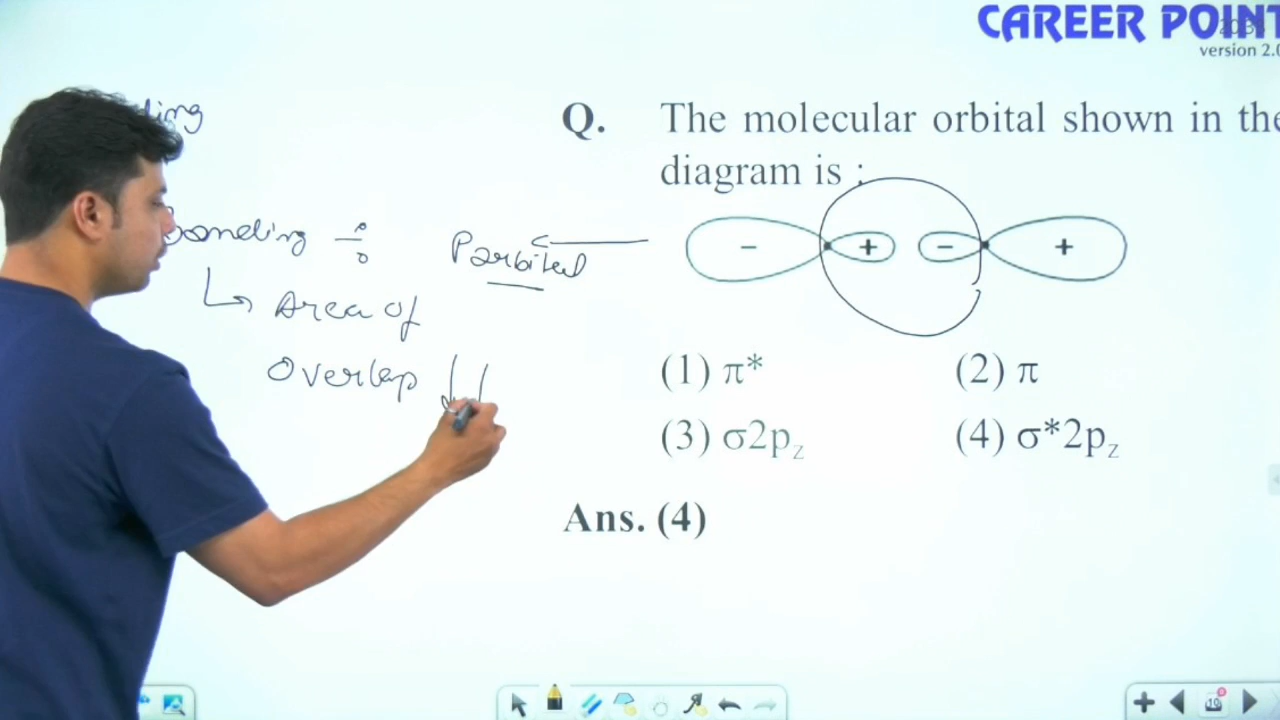 CAREER POINT
version 2.0
Q. The molecular orbital shown in the
diagram is :
− + − +
(1) π* (2) π
(3) σ2pz (4) σ*2pz
Ans. (4)
Bonding
P orbital
Area of
Overlap ↓↓